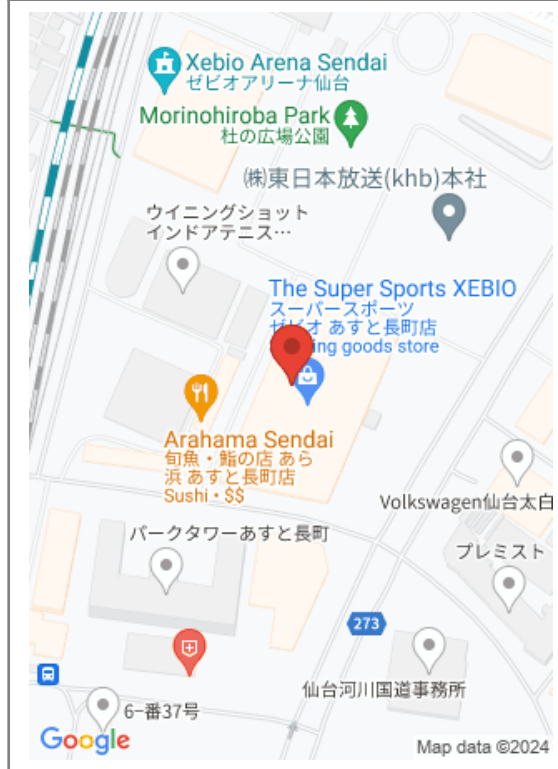 Xebio Arena Sendai
ゼビオアリーナ仙台
Morinohiroba Park
杜の広場公園
㈱東日本放送(khb)本社
ウイニングショット
インドアテニス…
The Super Sports XEBIO
スーパースポーツ
ゼビオ あすと長町店
ing goods store
Arahama Sendai
旬魚・鮨の店 あら
浜 あすと長町店
Sushi・$$
Volkswagen仙台太白
パークタワーあすと長町
プレミスト
273
仙台河川国道事務所
6−番37号
Google
Map data ©2024